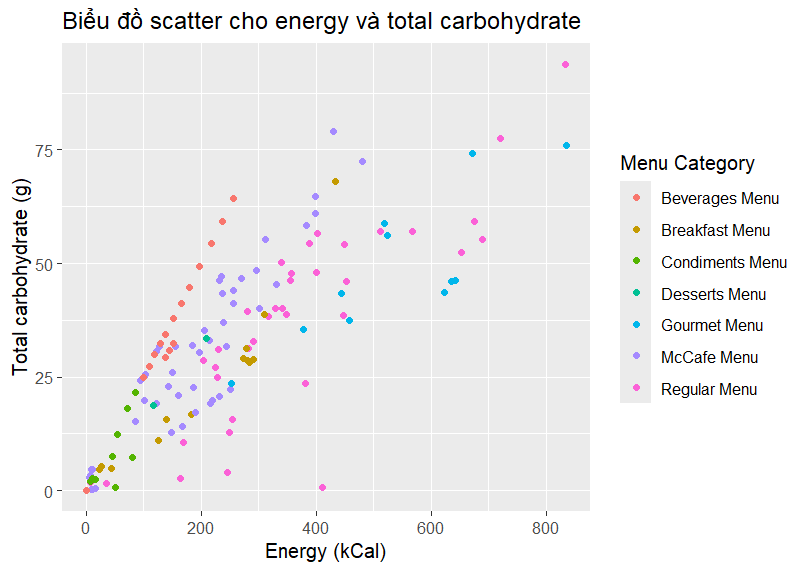 Biểu đồ scatter cho energy và total carbohydrate
Total carbohydrate (g)
75
50
25
0
0
200
400
600
800
Energy (kCal)
Menu Category
Beverages Menu
Breakfast Menu
Condiments Menu
Desserts Menu
Gourmet Menu
McCafe Menu
Regular Menu